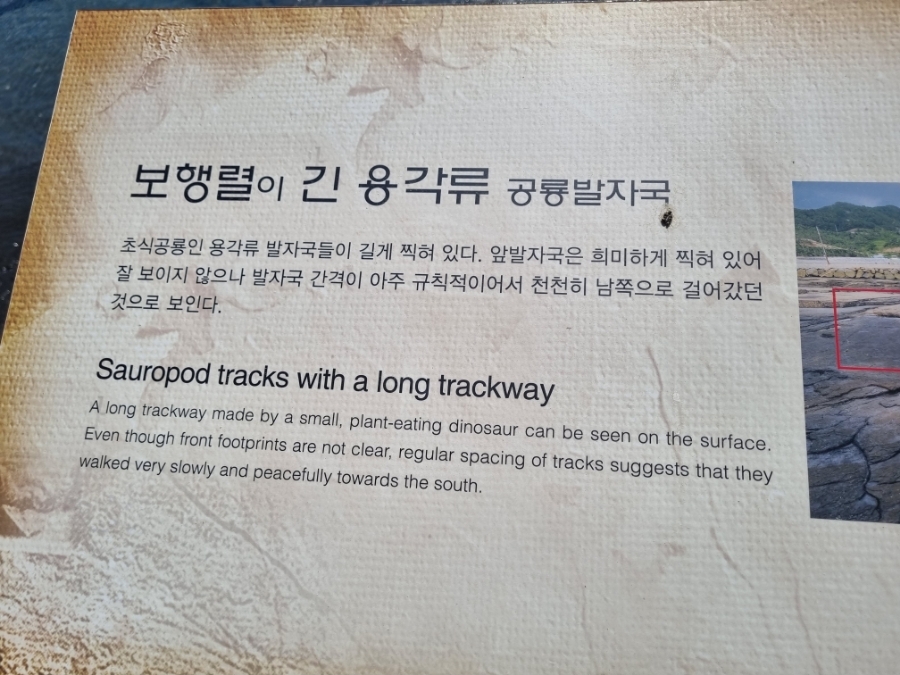 보행렬이 긴 용각류 공룡발자국
초식공룡인 용각류 발자국들이 길게 찍혀 있다. 앞발자국은 희미하게 찍혀 있어
잘 보이지 않으나 발자국 간격이 아주 규칙적이어서 천천히 남쪽으로 걸어갔던
것으로 보인다.
Sauropod tracks with a long trackway
A long trackway made by a small, plant-eating dinosaur can be seen on the surface.
Even though front footprints are not clear, regular spacing of tracks suggests that they
walked very slowly and peacefully towards the south.